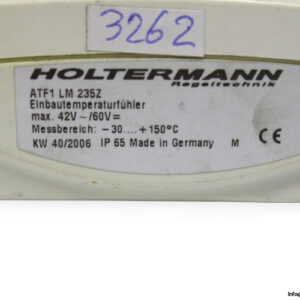 3262
HOLTERMANN
Regeltechnik
ATF1 LM 235Z
Einbautemperaturfühler
max. 42V ~/60V=
Messbereich: -30....+150°C
KW 40/2006 IP 65 Made in Germany M CE